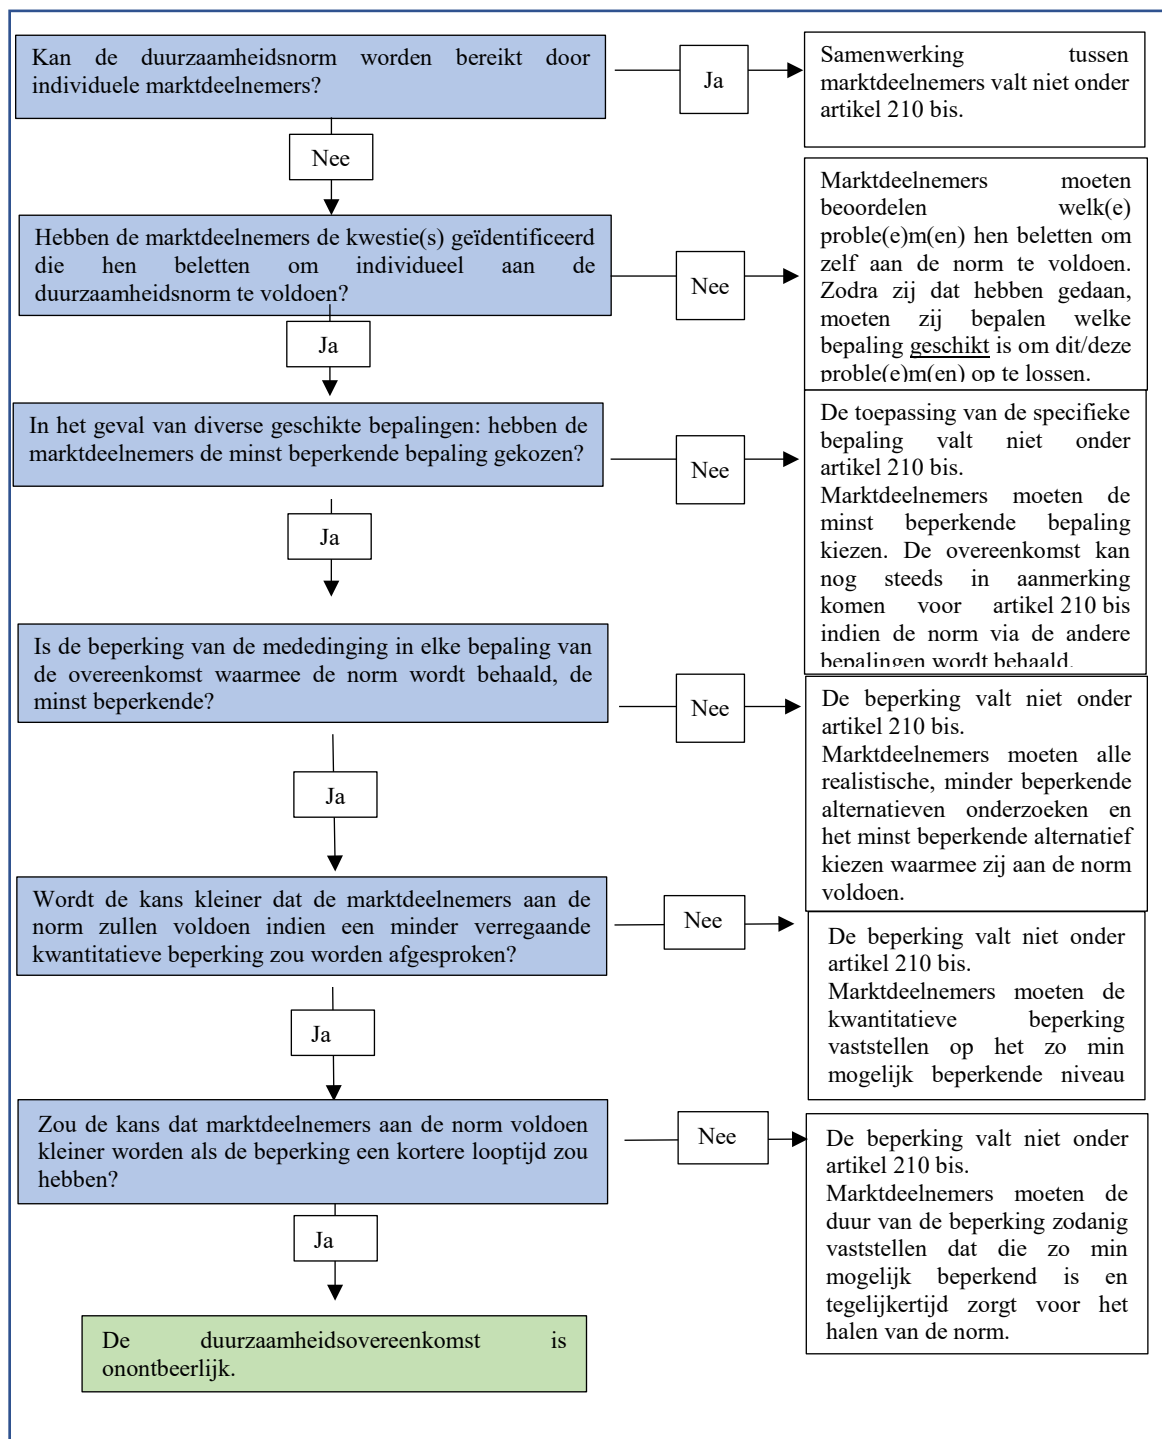 Kan de duurzaamheidsnorm worden bereikt door
individuele marktdeelnemers?
Ja
Samenwerking tussen
marktdeelnemers valt niet onder
artikel 210 bis.
Nee
Hebben de marktdeelnemers de kwestie(s) geïdentificeerd
die hen beletten om individueel aan de
duurzaamheidsnorm te voldoen?
Nee
Marktdeelnemers moeten
beoordelen welk(e)
proble(e)m(en) hen beletten om
zelf aan de norm te voldoen.
Zodra zij dat hebben gedaan,
moeten zij bepalen welke
bepaling geschikt is om dit/deze
proble(e)m(en) op te lossen.
Ja
In het geval van diverse geschikte bepalingen: hebben de
marktdeelnemers de minst beperkende bepaling gekozen?
Nee
De toepassing van de specifieke
bepaling valt niet onder
artikel 210 bis.
Marktdeelnemers moeten de
minst beperkende bepaling
kiezen. De overeenkomst kan
nog steeds in aanmerking
komen voor artikel 210 bis
indien de norm via de andere
bepalingen wordt behaald.
Ja
Is de beperking van de mededinging in elke bepaling van
de overeenkomst waarmee de norm wordt behaald, de
minst beperkende?
Nee
De beperking valt niet onder
artikel 210 bis.
Marktdeelnemers moeten alle
realistische, minder beperkende
alternatieven onderzoeken en
het minst beperkende alternatief
kiezen waarmee zij aan de norm
voldoen.
Ja
Wordt de kans kleiner dat de marktdeelnemers aan de
norm zullen voldoen indien een minder verregaande
kwantitatieve beperking zou worden afgesproken?
Nee
De beperking valt niet onder
artikel 210 bis.
Marktdeelnemers moeten de
kwantitatieve beperking
vaststellen op het zo min
mogelijk beperkende niveau
Ja
Zou de kans dat marktdeelnemers aan de norm voldoen
kleiner worden als de beperking een kortere looptijd zou
hebben?
Nee
De beperking valt niet onder
artikel 210 bis.
Marktdeelnemers moeten de
duur van de beperking zodanig
vaststellen dat die zo min
mogelijk beperkend is en
tegelijkertijd zorgt voor het
halen van de norm.
Ja
De duurzaamheidsovereenkomst is
onontbeerlijk.